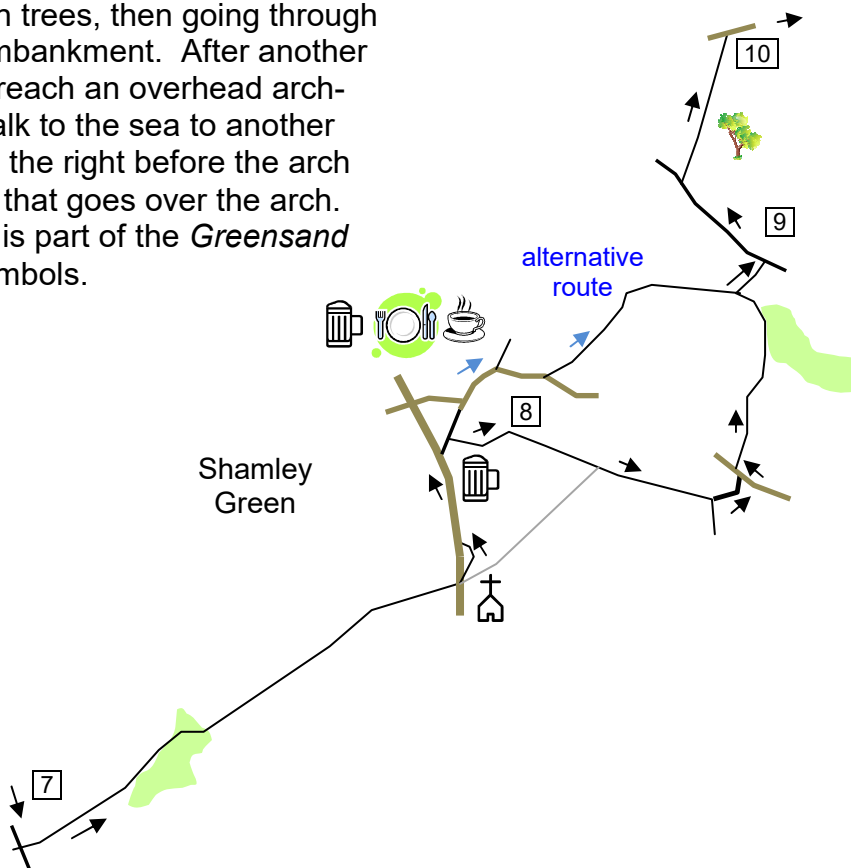 n trees, then going through
mbankment.  After another
reach an overhead arch-
alk to the sea to another
the right before the arch
that goes over the arch.
is part of the Greensand
mbols.
10
9
alternative
route
8
Shamley
Green
7